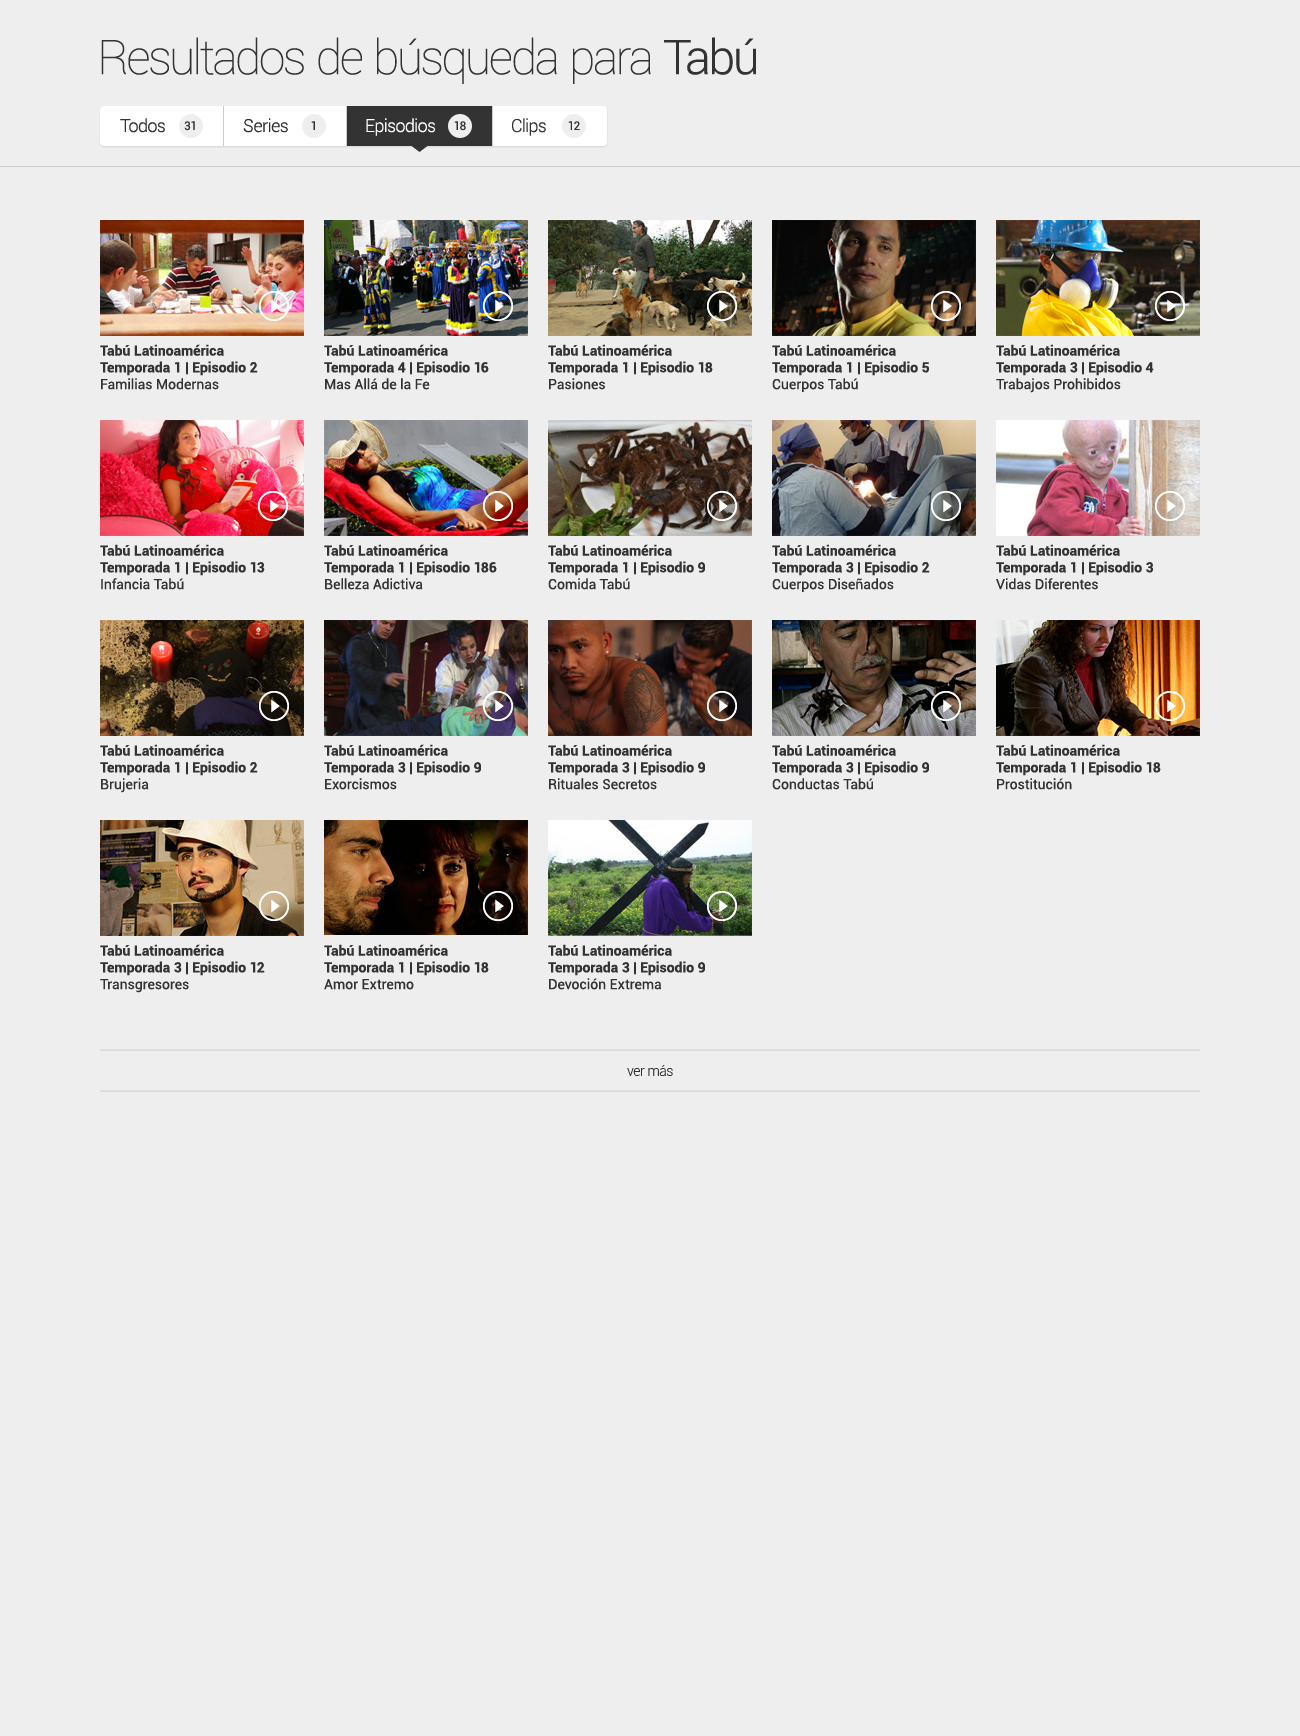 Resultados de búsqueda para Tabú
Todos 31 Series 1 Episodios 18 Clips 12
Tabú Latinoamérica
Temporada 1 | Episodio 2
Familias Modernas
Tabú Latinoamérica
Temporada 4 | Episodio 16
Mas Allá de la Fe
Tabú Latinoamérica
Temporada 1 | Episodio 18
Pasiones
Tabú Latinoamérica
Temporada 1 | Episodio 5
Cuerpos Tabú
Tabú Latinoamérica
Temporada 3 | Episodio 4
Trabajos Prohibidos
Tabú Latinoamérica
Temporada 1 | Episodio 13
Infancia Tabú
Tabú Latinoamérica
Temporada 1 | Episodio 186
Belleza Adictiva
Tabú Latinoamérica
Temporada 1 | Episodio 9
Comida Tabú
Tabú Latinoamérica
Temporada 3 | Episodio 2
Cuerpos Diseñados
Tabú Latinoamérica
Temporada 1 | Episodio 3
Vidas Diferentes
Tabú Latinoamérica
Temporada 1 | Episodio 2
Brujeria
Tabú Latinoamérica
Temporada 3 | Episodio 9
Exorcismos
Tabú Latinoamérica
Temporada 3 | Episodio 9
Rituales Secretos
Tabú Latinoamérica
Temporada 3 | Episodio 9
Conductas Tabú
Tabú Latinoamérica
Temporada 1 | Episodio 18
Prostitución
Tabú Latinoamérica
Temporada 3 | Episodio 12
Transgresores
Tabú Latinoamérica
Temporada 1 | Episodio 18
Amor Extremo
Tabú Latinoamérica
Temporada 3 | Episodio 9
Devoción Extrema
ver más